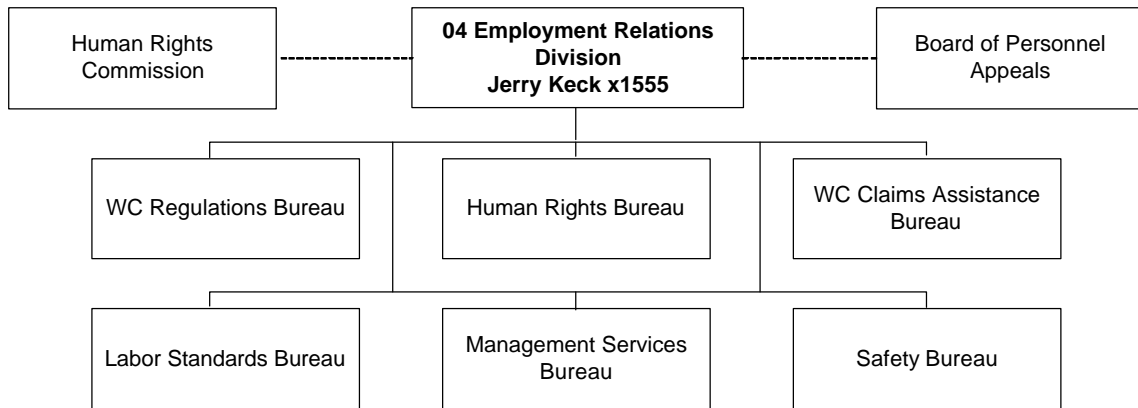 Human Rights
Commission
04 Employment Relations
Division
Jerry Keck x1555
Board of Personnel
Appeals
WC Regulations Bureau
Human Rights Bureau
WC Claims Assistance
Bureau
Labor Standards Bureau
Management Services
Bureau
Safety Bureau